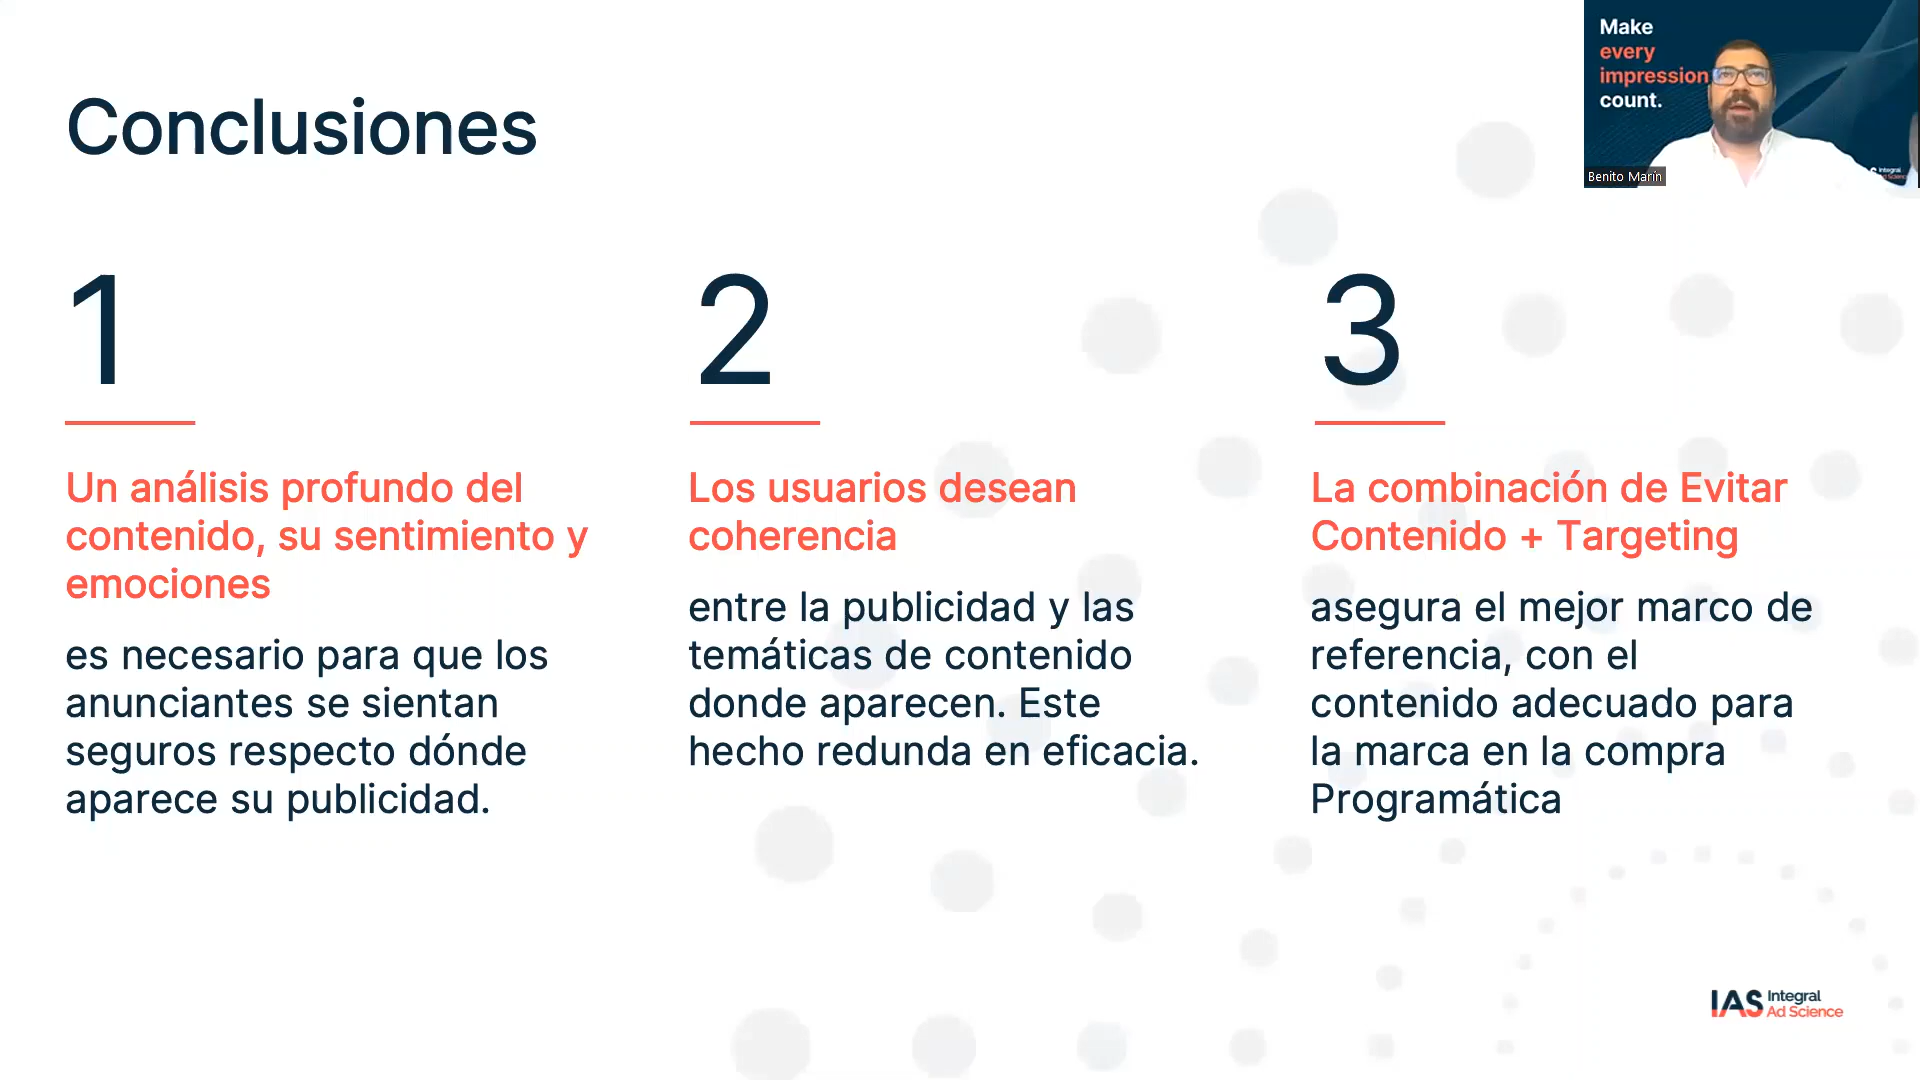 Conclusiones
Make
every
impression
count.
Benito Marín
Integral
1
Un análisis profundo del
contenido, su sentimiento y
emociones
es necesario para que los
anunciantes se sientan
seguros respecto dónde
aparece su publicidad.
2
Los usuarios desean
coherencia
entre la publicidad y las
temáticas de contenido
donde aparecen. Este
hecho redunda en eficacia.
3
La combinación de Evitar
Contenido + Targeting
asegura el mejor marco de
referencia, con el
contenido adecuado para
la marca en la compra
Programática
IAS Integral
Ad Science